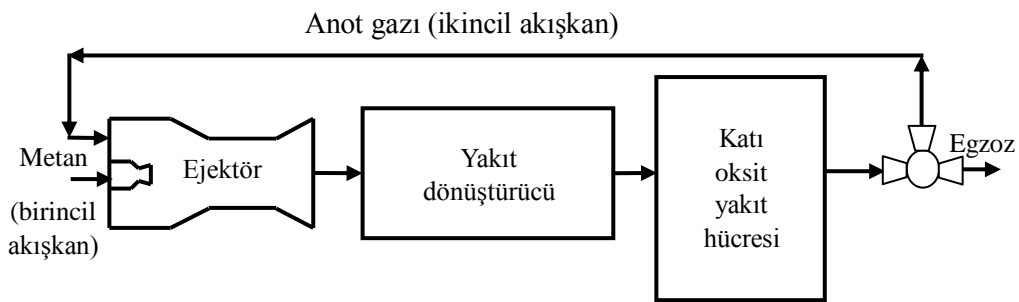 Anot gazı (ikincil akışkan)
Metan
(birincil
akışkan)
Ejektör
Yakıt
dönüştürücü
Katı
oksit
yakıt
hücresi
Egzoz